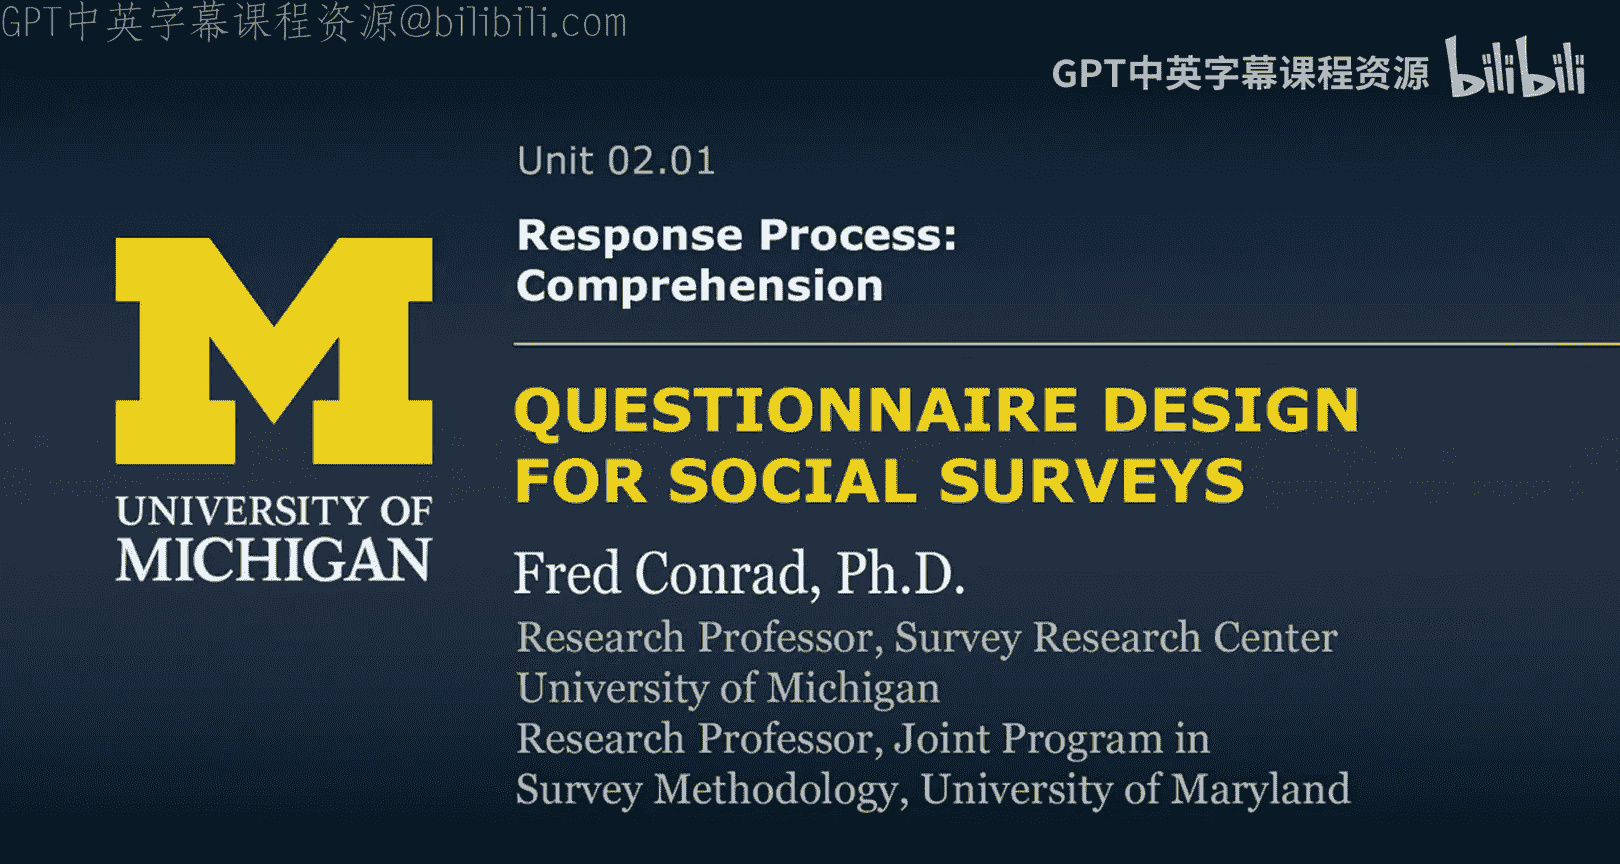 GPT中英字幕课程资源@bilibili.com
GPT中英字幕课程资源 bilibili
Unit 02.01
Response Process:
Comprehension
QUESTIONNAIRE DESIGN
FOR SOCIAL SURVEYS
M
UNIVERSITY OF
MICHIGAN
Fred Conrad, Ph.D.
Research Professor, Survey Research Center
University of Michigan
Research Professor, Joint Program in
Survey Methodology, University of Maryland